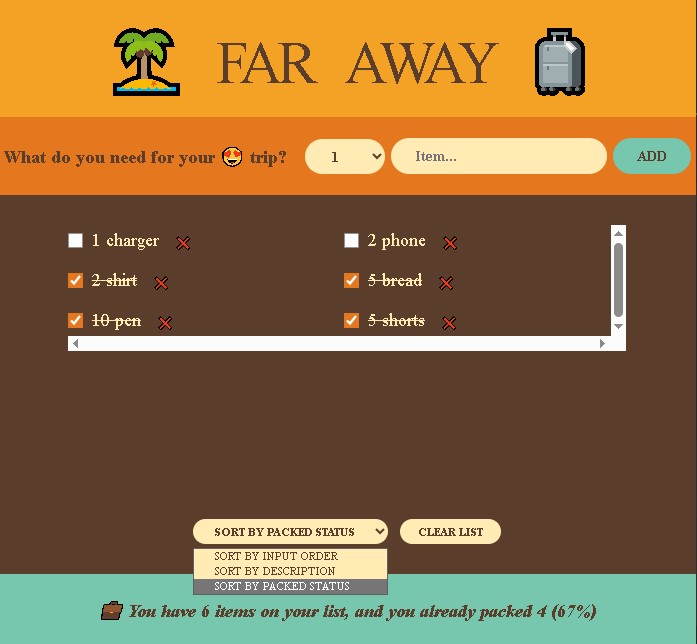 FAR AWAY
What do you need for your 😍 trip? 1 Item... ADD
1 charger ❌ 2 phone ❌
2 shirt ❌ 5 bread ❌
10 pen ❌ 5 shorts ❌
SORT BY PACKED STATUS CLEAR LIST
SORT BY INPUT ORDER
SORT BY DESCRIPTION
SORT BY PACKED STATUS
💼 You have 6 items on your list, and you already packed 4 (67%)